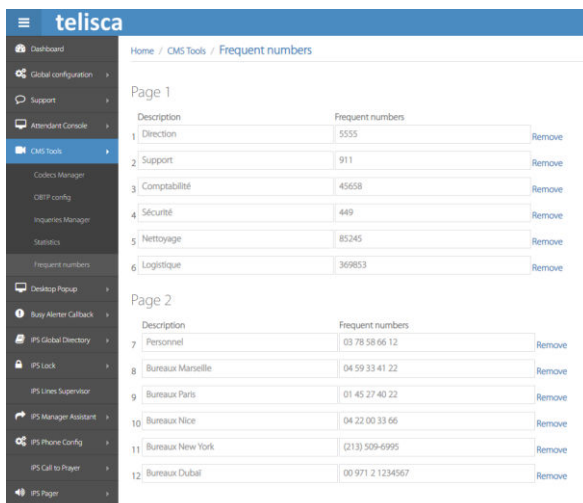 telisca
Dashboard
Global configuration
Support
Attendant Console
CMS Tools
Codecs Manager
OBTP config
Inqueries Manager
Statistics
Frequent numbers
Desktop Popup
Busy Alerter Callback
IPS Global Directory
IPS Lock
IPS Lines Supervisor
IPS Manager Assistant
IPS Phone Config
IPS Call to Prayer
IPS Pager
Home / CMS Tools / Frequent numbers
Page 1
Description Frequent numbers
1 Direction 5555 Remove
2 Support 911 Remove
3 Comptabilité 45658 Remove
4 Sécurité 449 Remove
5 Nettoyage 85245 Remove
6 Logistique 369853 Remove
Page 2
Description Frequent numbers
7 Personnel 03 78 58 66 12 Remove
8 Bureaux Marseille 04 59 33 41 22 Remove
9 Bureaux Paris 01 45 27 40 22 Remove
10 Bureaux Nice 04 22 00 33 66 Remove
11 Bureaux New York (213) 509-6995 Remove
12 Bureaux Dubaï 00 971 2 1234567 Remove